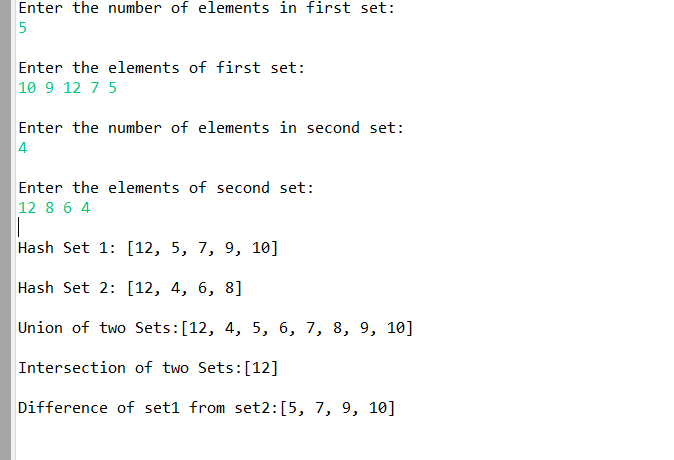 Enter the number of elements in first set:
5
Enter the elements of first set:
10 9 12 7 5
Enter the number of elements in second set:
4
Enter the elements of second set:
12 8 6 4
Hash Set 1: [12, 5, 7, 9, 10]
Hash Set 2: [12, 4, 6, 8]
Union of two Sets:[12, 4, 5, 6, 7, 8, 9, 10]
Intersection of two Sets:[12]
Difference of set1 from set2:[5, 7, 9, 10]